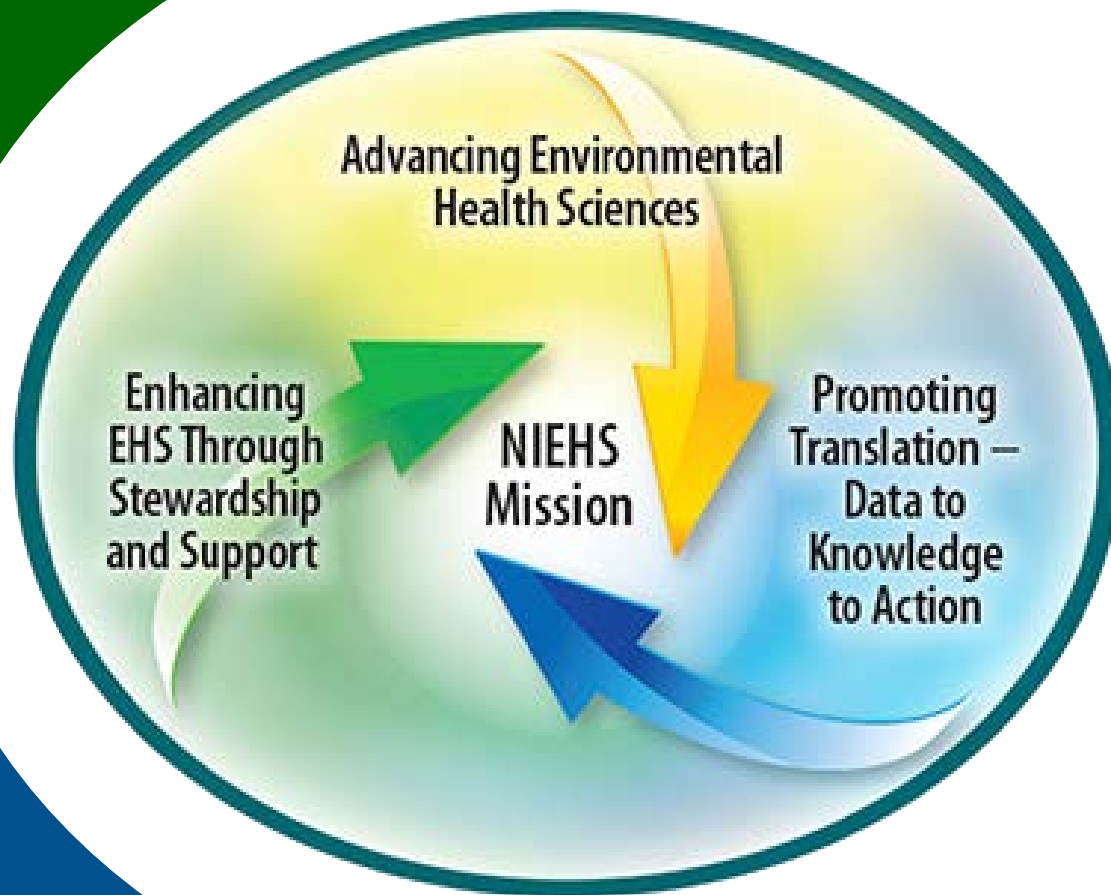 Advancing Environmental
Health Sciences
Enhancing
EHS Through
Stewardship
and Support
NIEHS
Mission
Promoting
Translation –
Data to
Knowledge
to Action